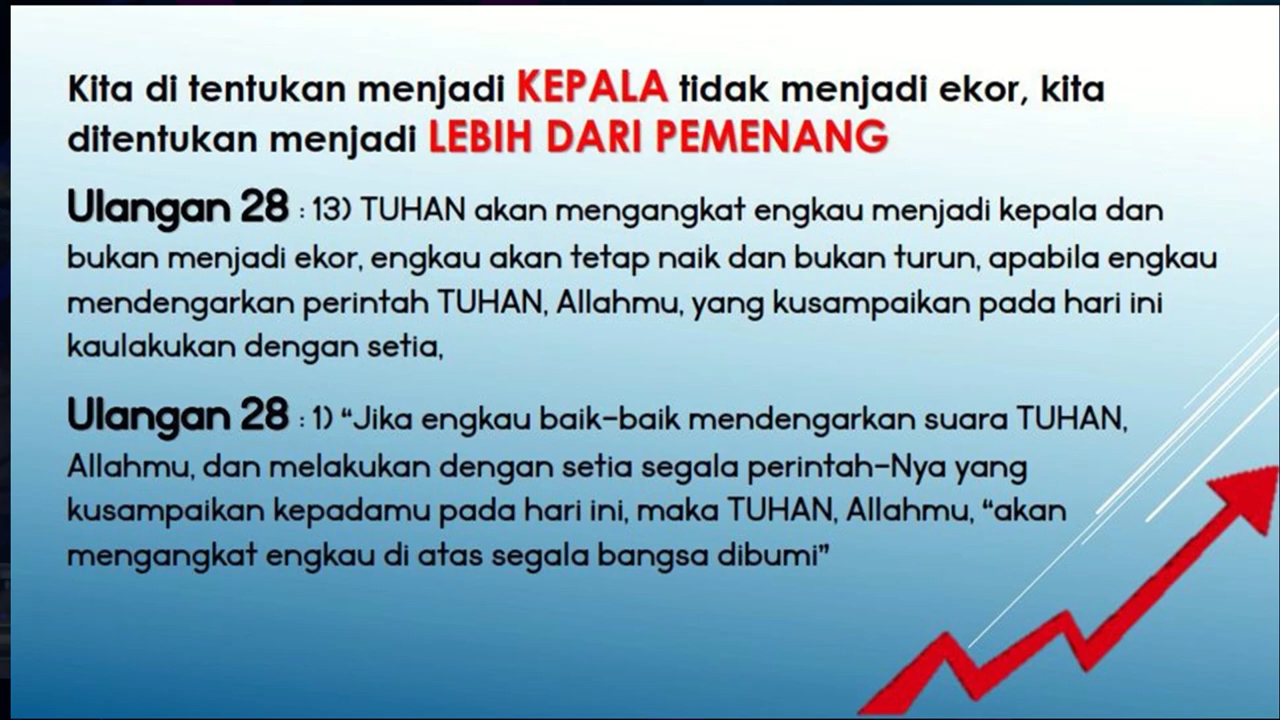 Kita di tentukan menjadi KEPALA tidak menjadi ekor, kita
ditentukan menjadi LEBIH DARI PEMENANG
Ulangan 28 : 13) TUHAN akan mengangkat engkau menjadi kepala dan
bukan menjadi ekor, engkau akan tetap naik dan bukan turun, apabila engkau
mendengarkan perintah TUHAN, Allahmu, yang kusampaikan pada hari ini
kaulakukan dengan setia,
Ulangan 28 : 1) “Jika engkau baik-baik mendengarkan suara TUHAN,
Allahmu, dan melakukan dengan setia segala perintah-Nya yang
kusampaikan kepadamu pada hari ini, maka TUHAN, Allahmu, “akan
mengangkat engkau di atas segala bangsa dibumi”